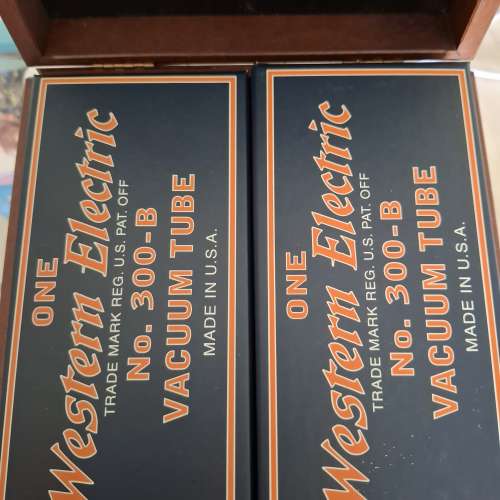 ONE
Western Electric
TRADE MARK REG. U.S. PAT. OFF
No. 300-B
VACUUM TUBE
MADE IN U.S.A.
ONE
Western Electric
TRADE MARK REG. U.S. PAT. OFF
No. 300-B
VACUUM TUBE
MADE IN U.S.A.